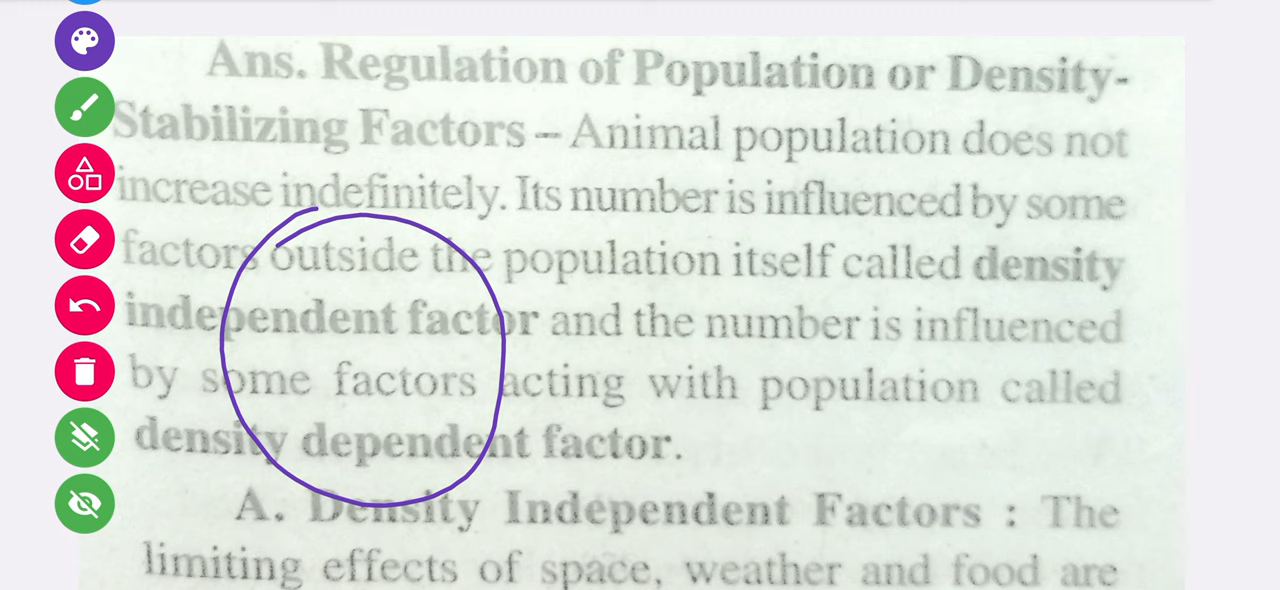 Ans. Regulation of Population or Density-
Stabilizing Factors – Animal population does not
increase indefinitely. Its number is influenced by some
factors outside the population itself called density
independent factor and the number is influenced
by some factors acting with population called
density dependent factor.
A. Density Independent Factors : The
limiting effects of space, weather and food are